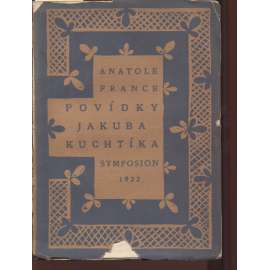 ANATOLE
FRANCE
POVÍDKY
JAKUBA
KUCHTÍKA
SYMPOSION
1922